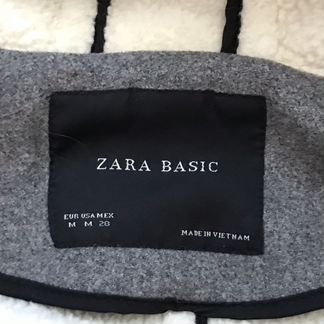 ZARA BASIC
EUR USA MEX
M M 28
MADE IN VIETNAM